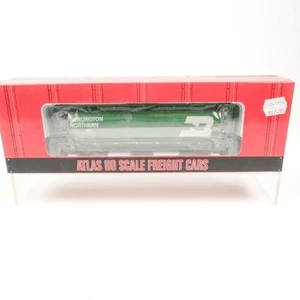 BURLINGTON
NORTHERN
ATLAS HO SCALE FREIGHT CARS